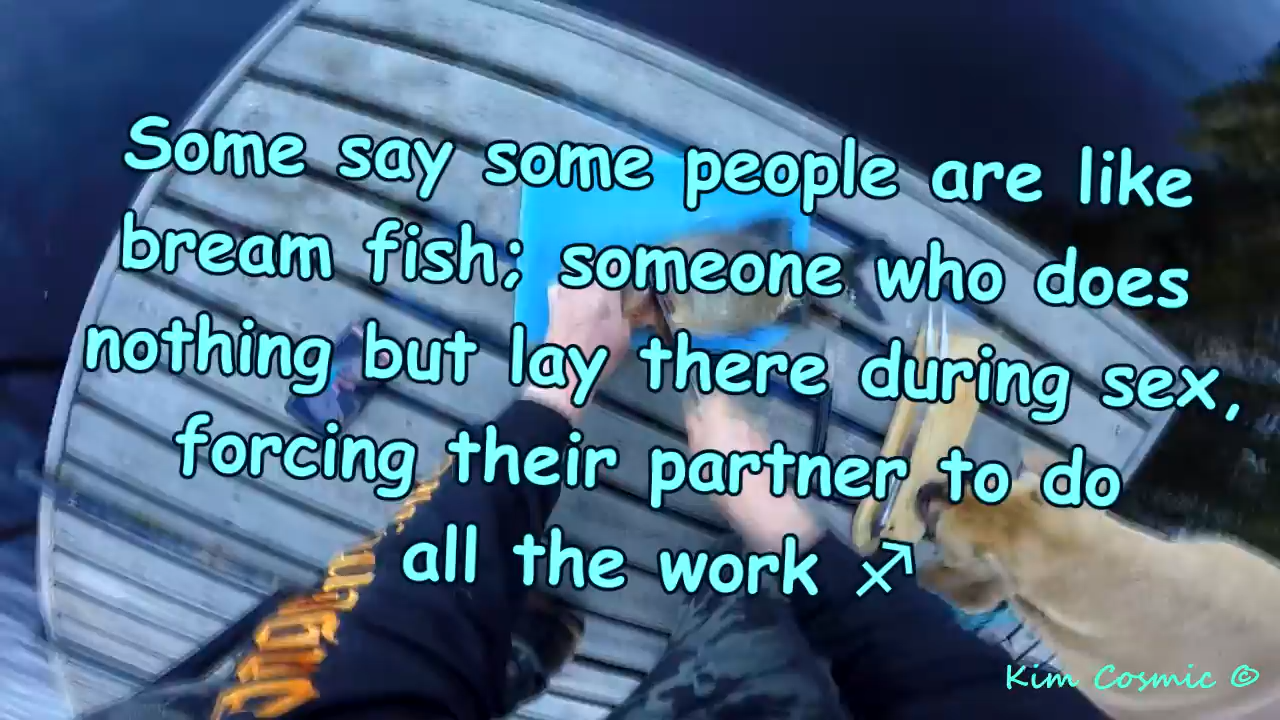 Some say some people are like
bream fish; someone who does
nothing but lay there during sex,
forcing their partner to do
all the work ♐
Kim Cosmic ©